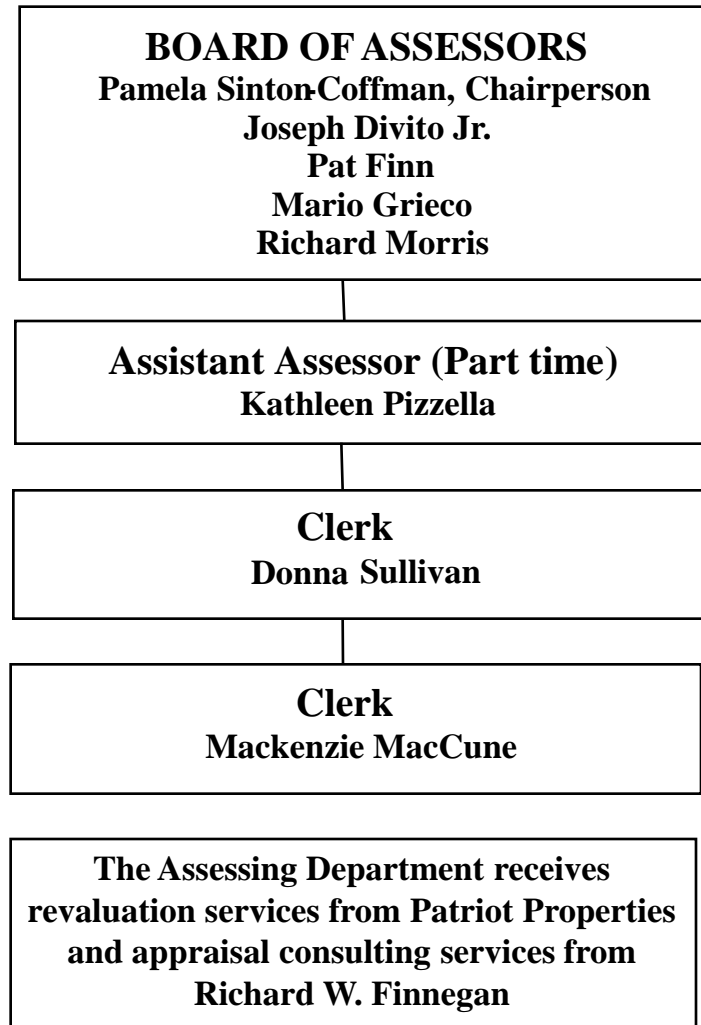 BOARD OF ASSESSORS
Pamela Sinton-Coffman, Chairperson
Joseph Divito Jr.
Pat Finn
Mario Grieco
Richard Morris
Assistant Assessor (Part time)
Kathleen Pizzella
Clerk
Donna Sullivan
Clerk
Mackenzie MacCune
The Assessing Department receives
revaluation services from Patriot Properties
and appraisal consulting services from
Richard W. Finnegan